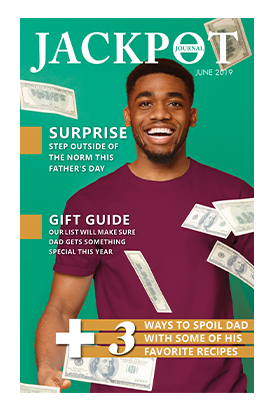 JACKPOT
JOURNAL
JUNE 2019
SURPRISE
STEP OUTSIDE OF
THE NORM THIS
FATHER'S DAY
GIFT GUIDE
OUR LIST WILL MAKE SURE
DAD GETS SOMETHING
SPECIAL THIS YEAR
+3
WAYS TO SPOIL DAD
WITH SOME OF HIS
FAVORITE RECIPES